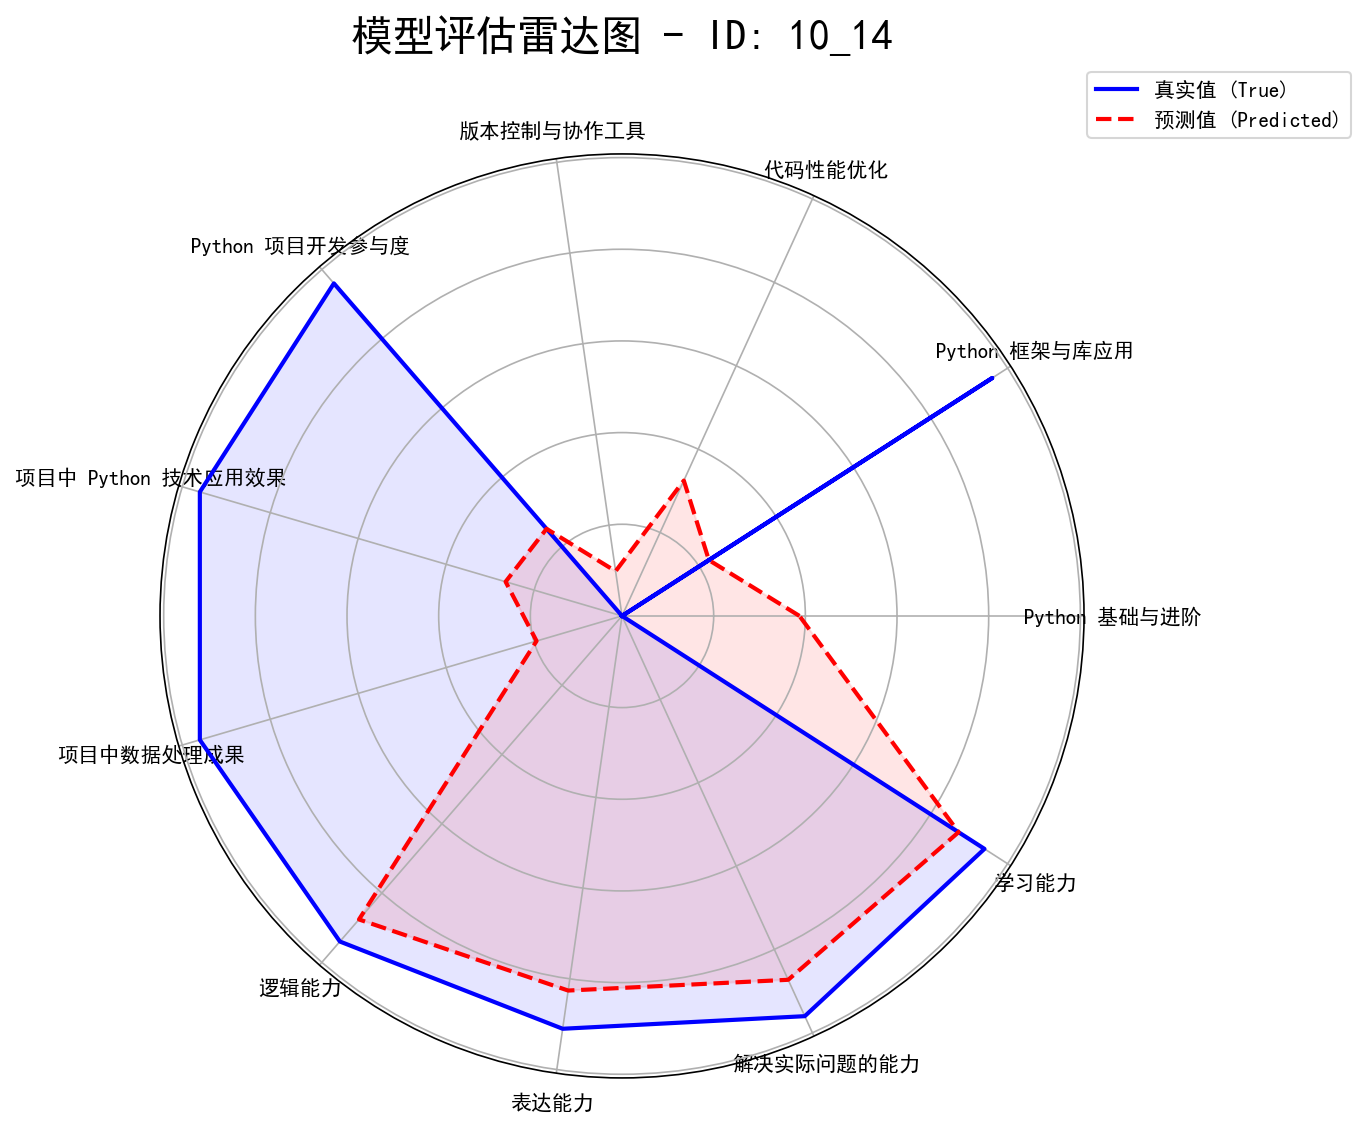 模型评估雷达图 - ID: 10_14
真实值 (True)
预测值 (Predicted)
版本控制与协作工具
代码性能优化
Python 项目开发参与度
Python 框架与库应用
项目中 Python 技术应用效果
Python 基础与进阶
项目中数据处理成果
学习能力
逻辑能力
解决实际问题的能力
表达能力